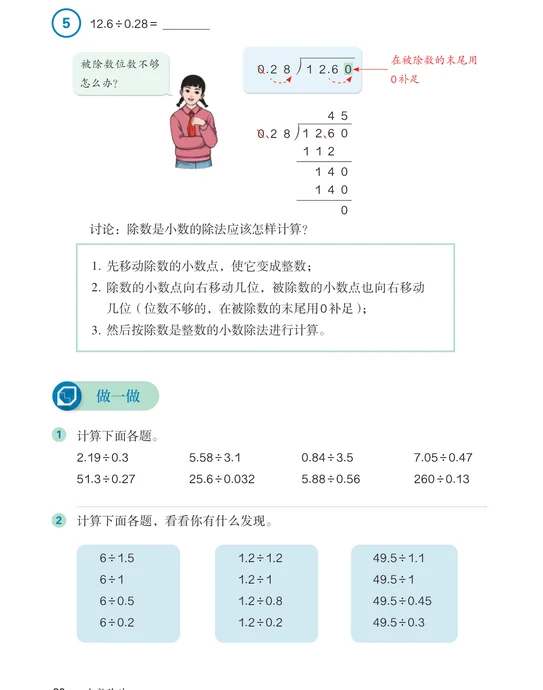 5 12.6÷0.28=
被除数位数不够
怎么办?
0.28 12.60
在被除数的末尾用
0补足
45
0.28 12.60
112
140
140
0
讨论：除数是小数的除法应该怎样计算?
1. 先移动除数的小数点，使它变成整数；
2. 除数的小数点向右移动几位，被除数的小数点也向右移动
几位（位数不够的，在被除数的末尾用0补足）；
3. 然后按除数是整数的小数除法进行计算。
做一做
1 计算下面各题。
2.19÷0.3 5.58÷3.1 0.84÷3.5 7.05÷0.47
51.3÷0.27 25.6÷0.032 5.88÷0.56 260÷0.13
2 计算下面各题，看看你有什么发现。
6÷1.5 1.2÷1.2 49.5÷1.1
6÷1 1.2÷1 49.5÷1
6÷0.5 1.2÷0.8 49.5÷0.45
6÷0.2 1.2÷0.2 49.5÷0.3